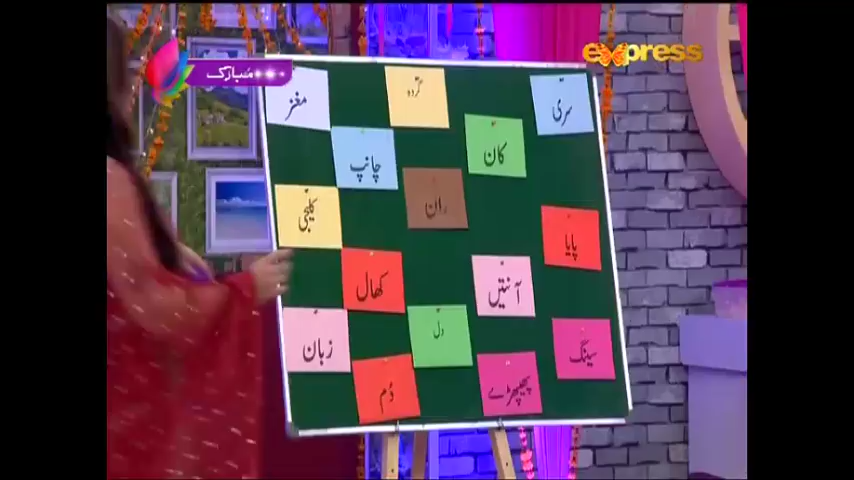 express
مبارک
مغز
گردہ
سری
چانپ
کان
کلیجی
ران
پایا
کھال
آنتیں
زبان
دل
سینگ
دُم
پھیپھڑے